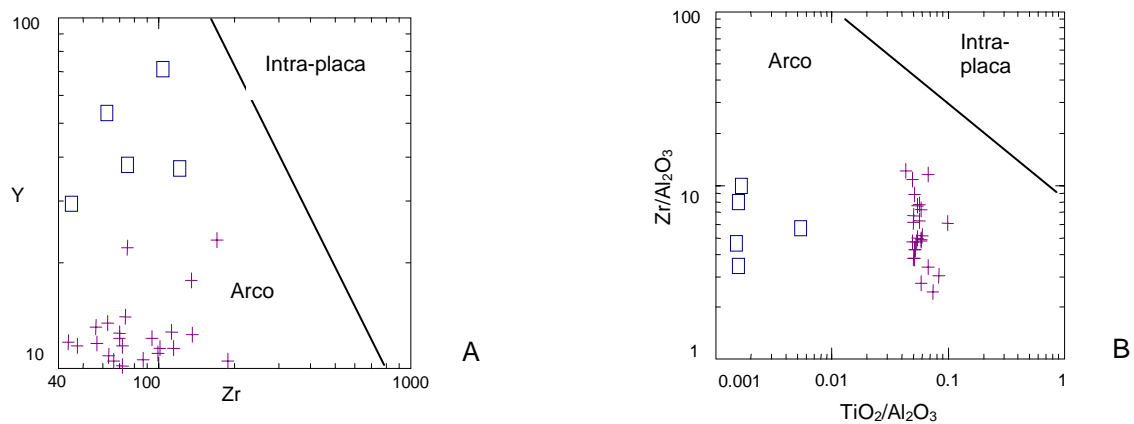 100
Intra-placa
Y
Arco
10
40
100
1000
Zr
A
100
Arco
Intra-
placa
Zr/Al₂O₃
10
1
0.001
0.01
0.1
1
TiO₂/Al₂O₃
B